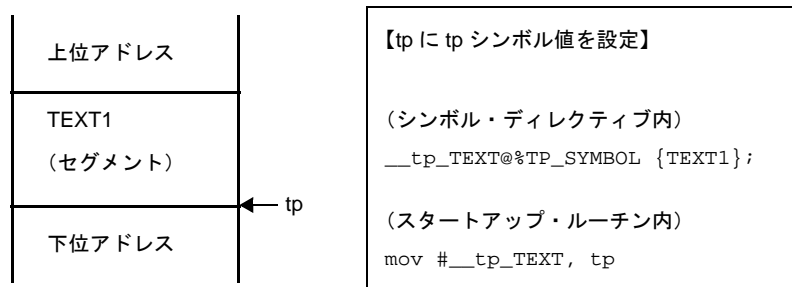 上位アドレス
TEXT1
（セグメント）
tp
下位アドレス
【tp に tp シンボル値を設定】
（シンボル・ディレクティブ内）
__tp_TEXT@%TP_SYMBOL {TEXT1};
（スタートアップ・ルーチン内）
mov #__tp_TEXT, tp